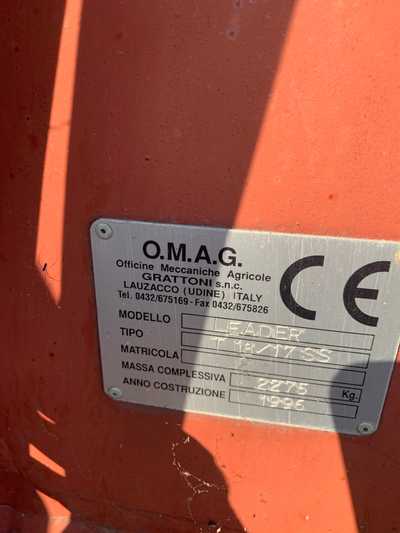 O.M.A.G.
Officine Meccaniche Agricole
GRATTONI s.n.c.
LAUZACCO (UDINE) ITALY
Tel. 0432/675169 - Fax 0432/675826
CE
MODELLO LEADER
TIPO T 18/17 SS
MATRICOLA
MASSA COMPLESSIVA 2275 Kg.
ANNO COSTRUZIONE 1996